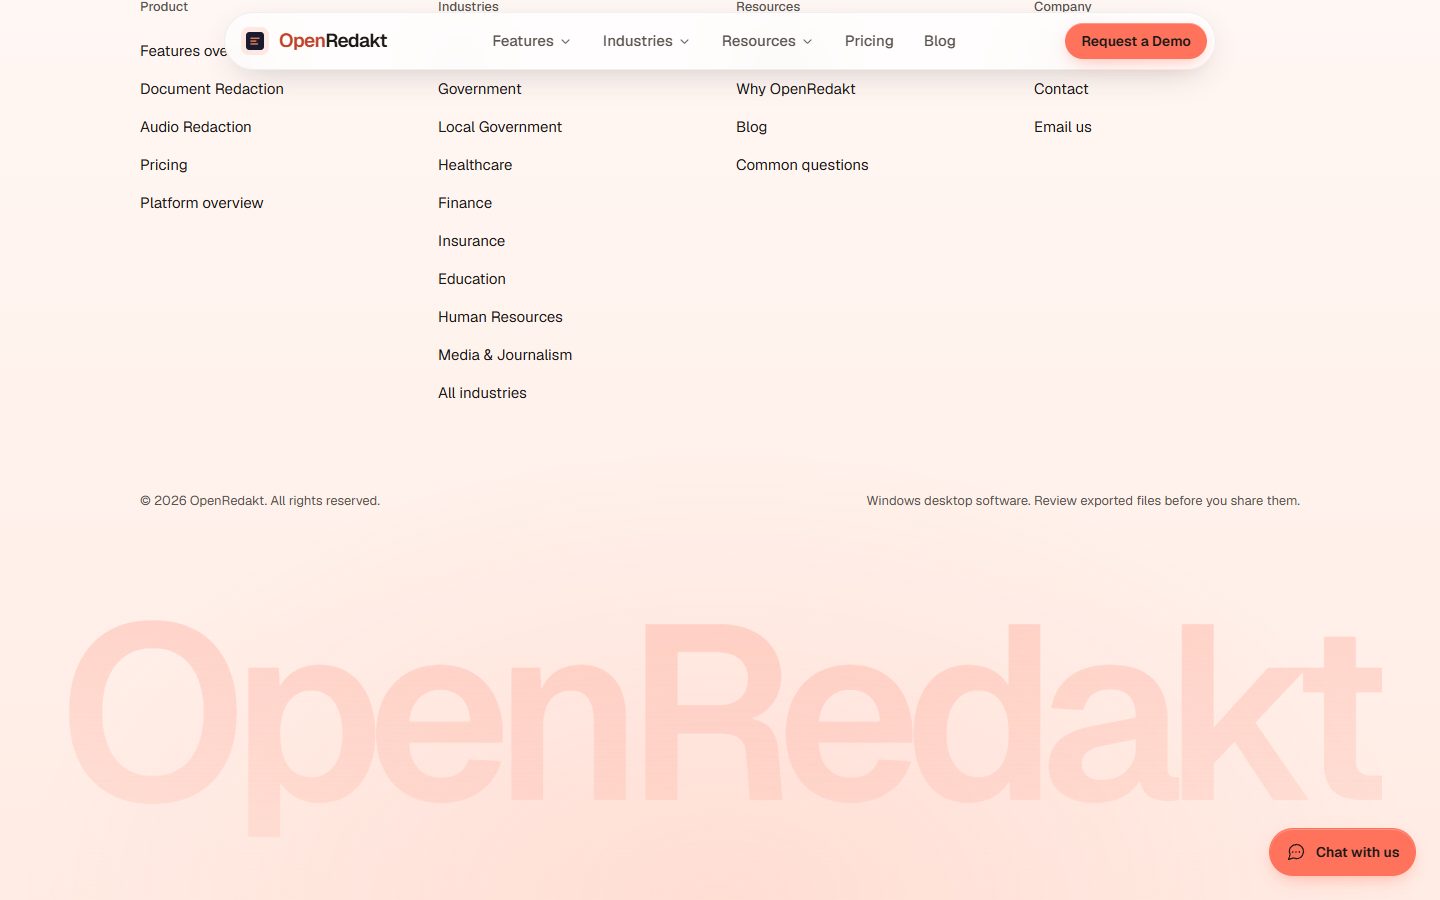 Product
Industries
Resources
Company
OpenRedakt
Features
Industries
Resources
Pricing
Blog
Request a Demo
Features ove
Document Redaction
Audio Redaction
Pricing
Platform overview
Government
Local Government
Healthcare
Finance
Insurance
Education
Human Resources
Media & Journalism
All industries
Why OpenRedakt
Blog
Common questions
Contact
Email us
© 2026 OpenRedakt. All rights reserved.
Windows desktop software. Review exported files before you share them.
OpenRedakt
Chat with us